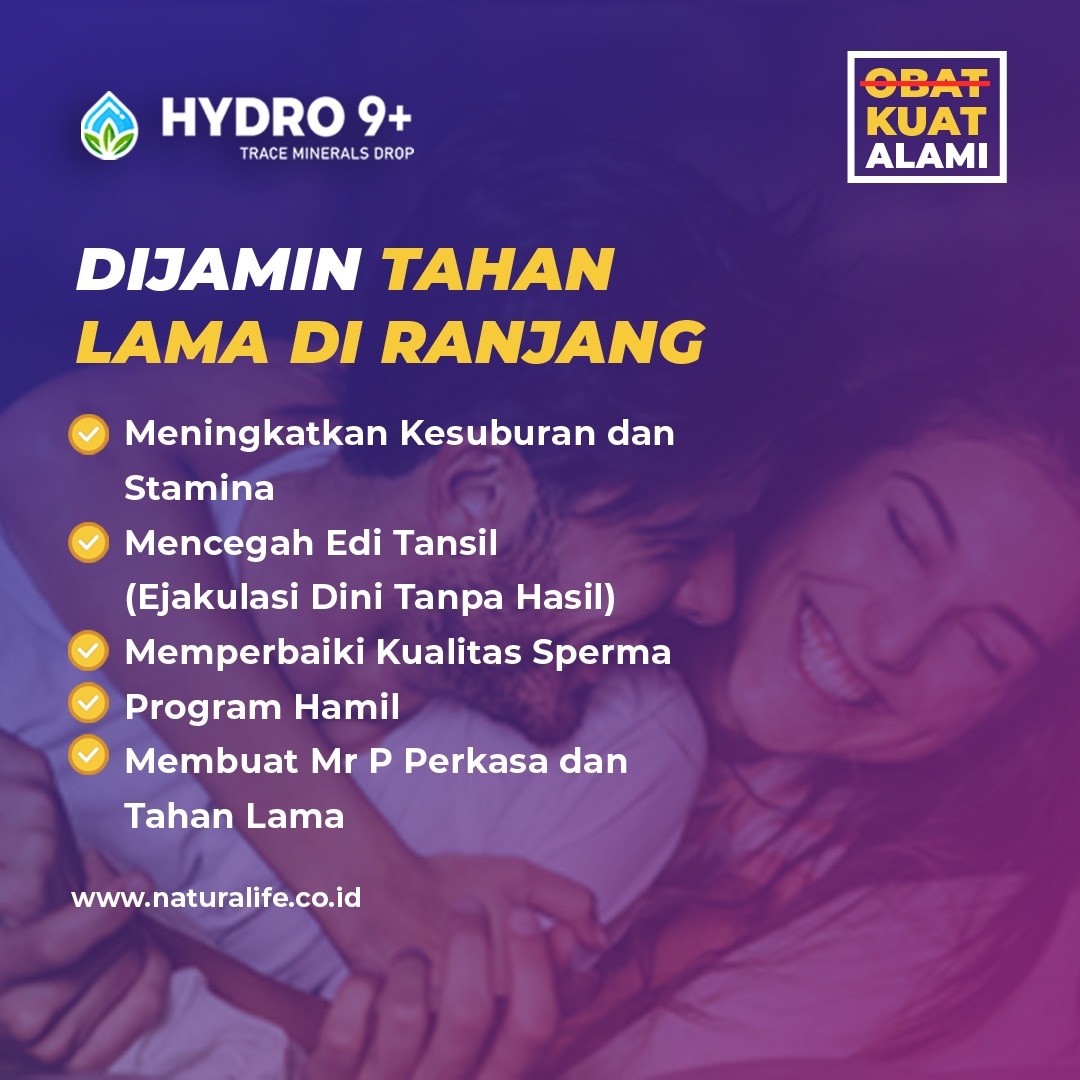 HYDRO 9+
TRACE MINERALS DROP
OBAT
KUAT
ALAMI
DIJAMIN TAHAN
LAMA DI RANJANG
Meningkatkan Kesuburan dan
Stamina
Mencegah Edi Tansil
(Ejakulasi Dini Tanpa Hasil)
Memperbaiki Kualitas Sperma
Program Hamil
Membuat Mr P Perkasa dan
Tahan Lama
www.naturalife.co.id